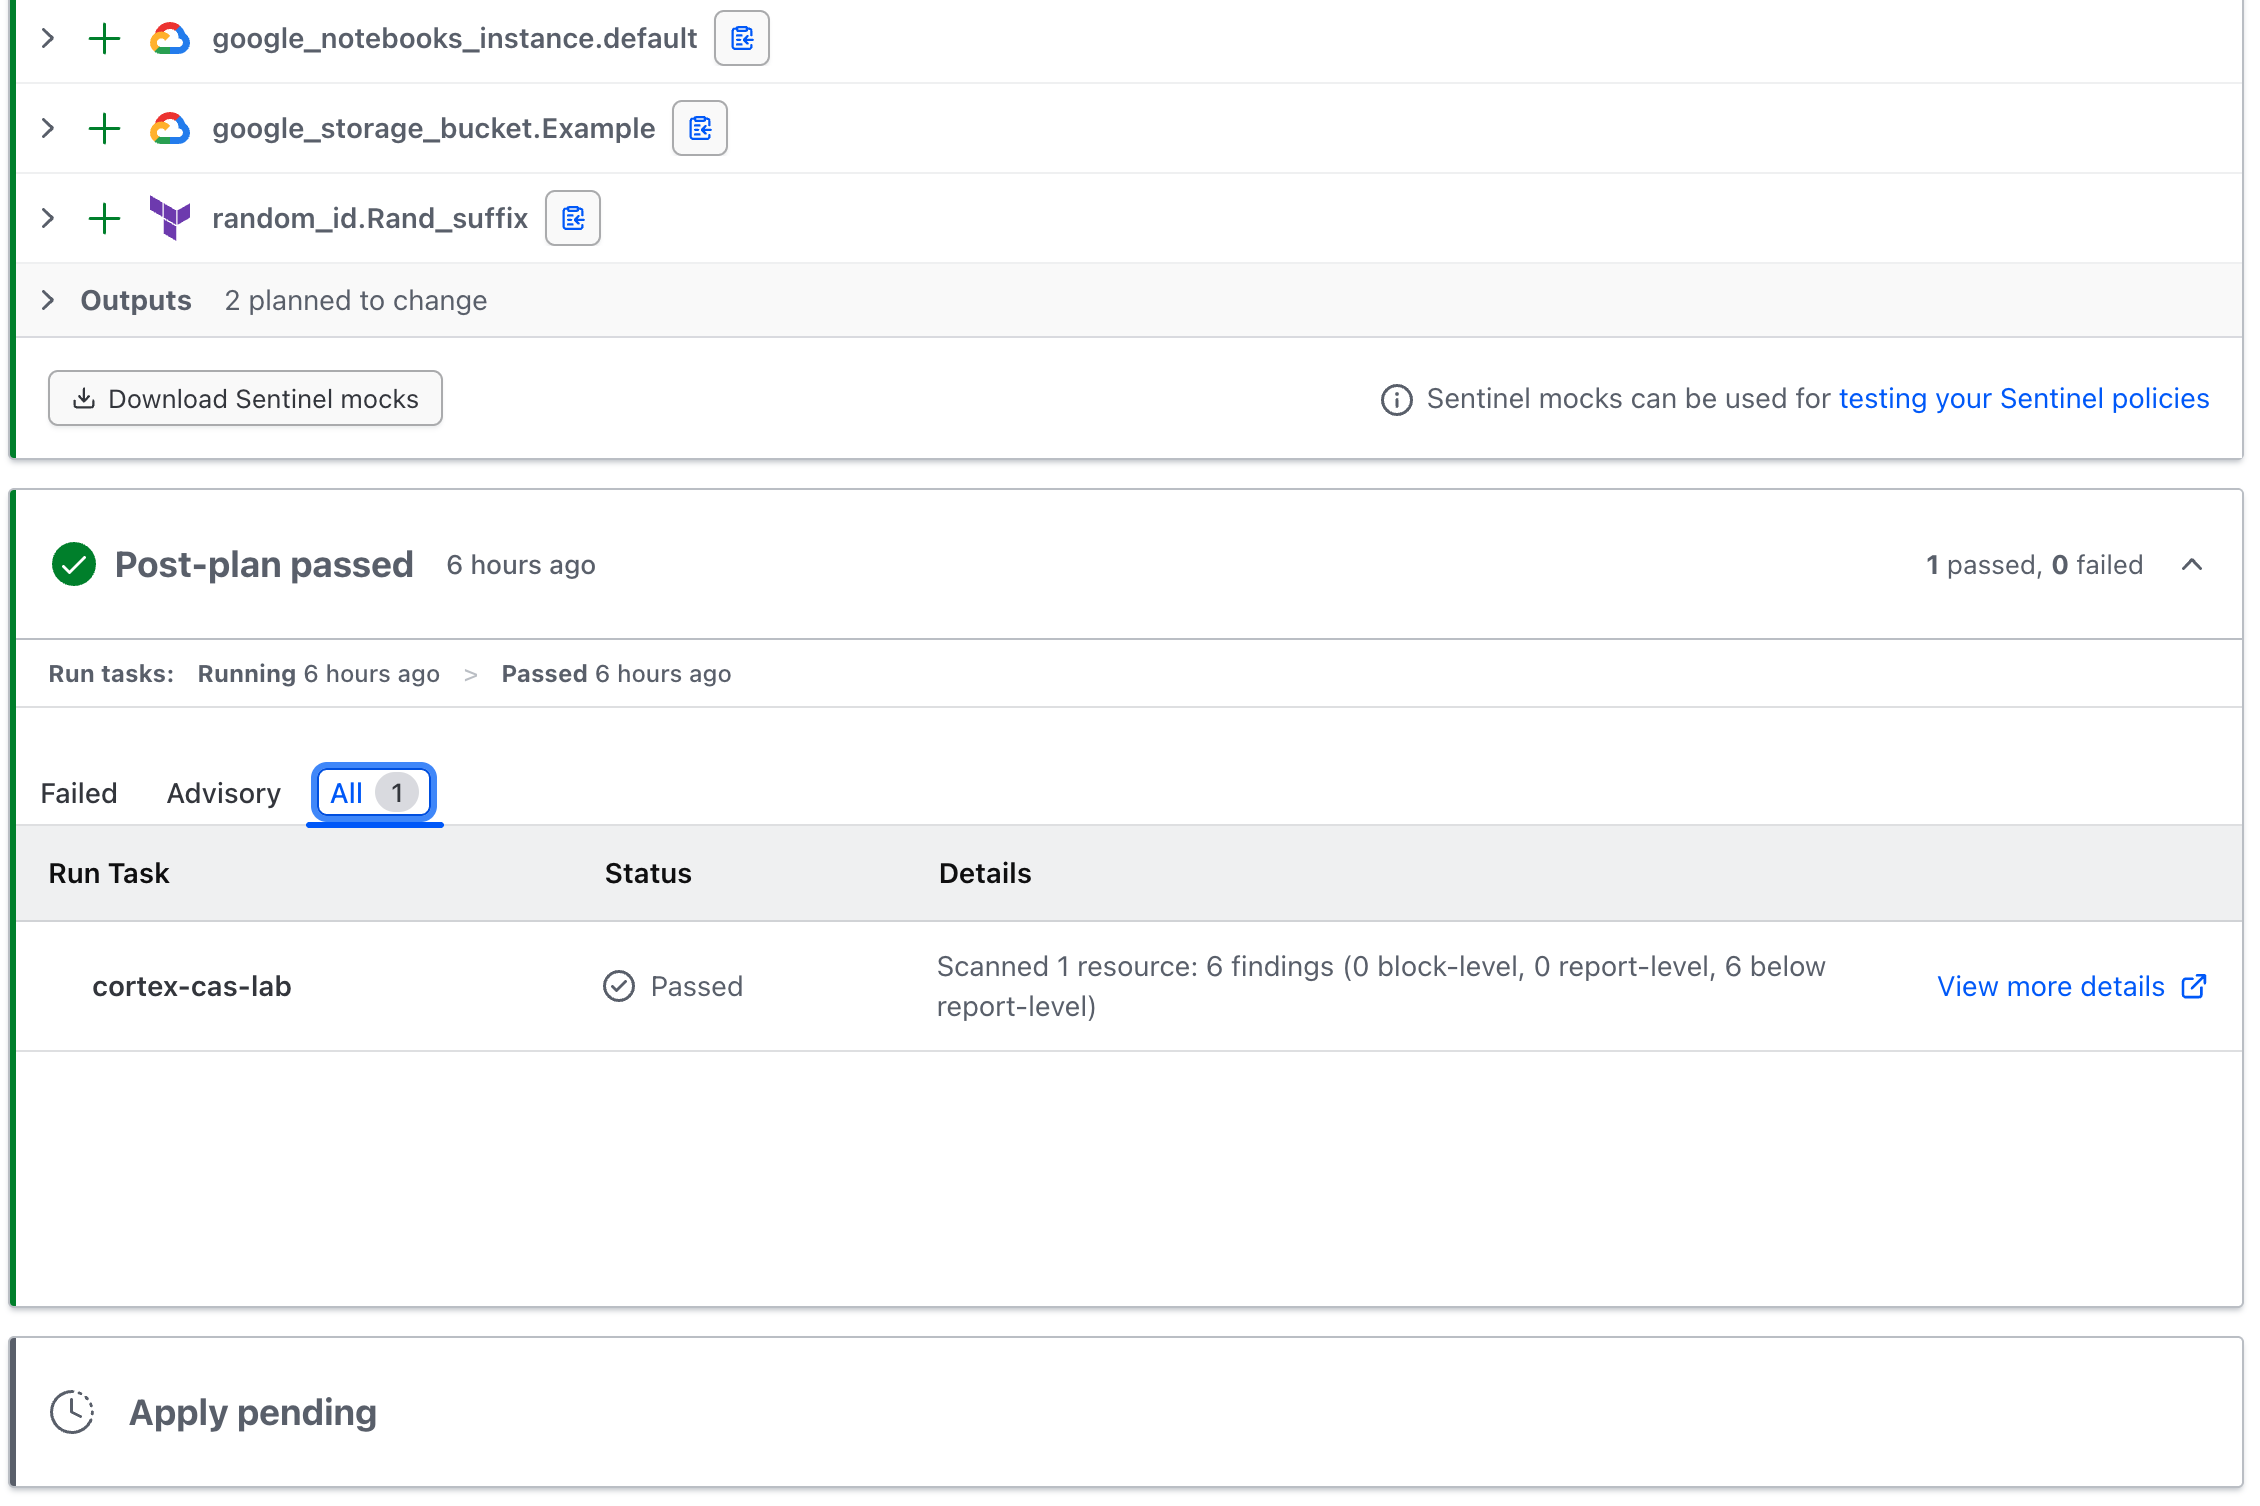 google_notebooks_instance.default
google_storage_bucket.Example
random_id.Rand_suffix
Outputs 2 planned to change
Download Sentinel mocks Sentinel mocks can be used for testing your Sentinel policies
Post-plan passed 6 hours ago 1 passed, 0 failed
Run tasks: Running 6 hours ago > Passed 6 hours ago
Failed Advisory All 1
Run Task Status Details
cortex-cas-lab Passed Scanned 1 resource: 6 findings (0 block-level, 0 report-level, 6 below
report-level) View more details
Apply pending